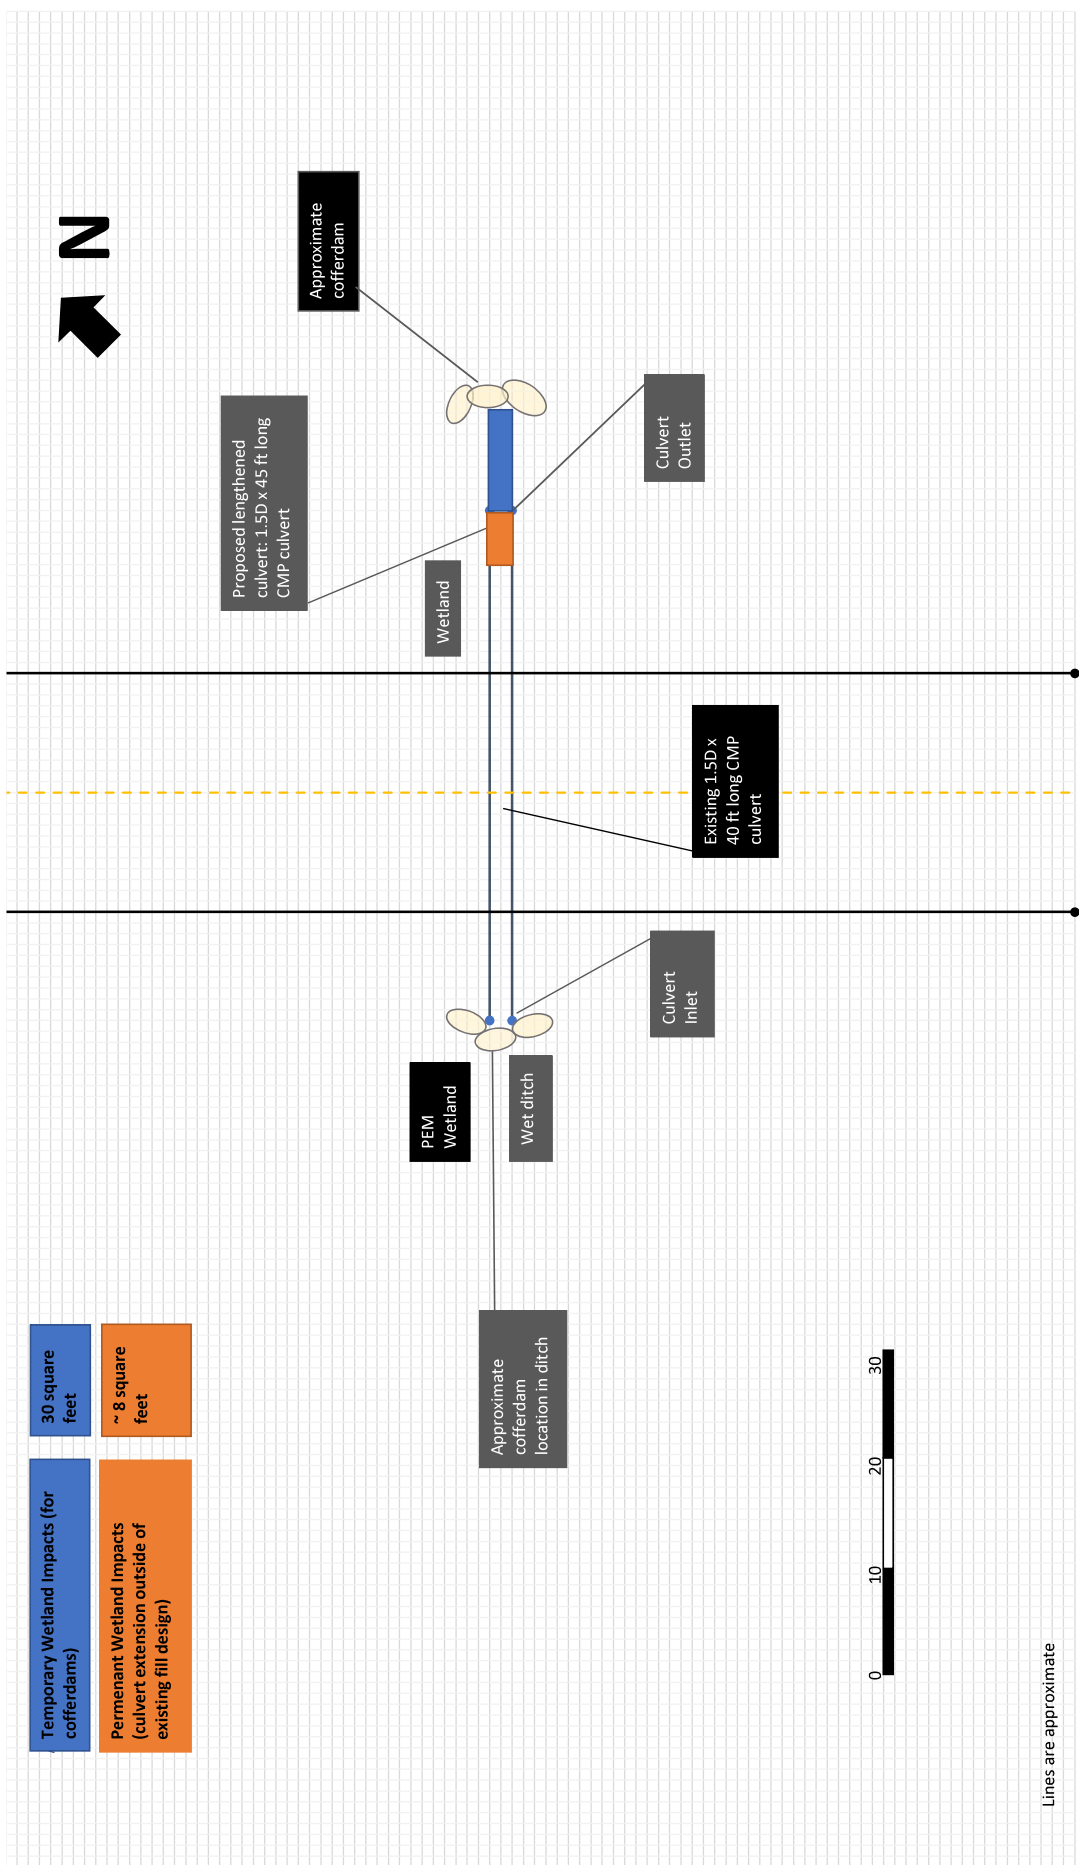 Temporary Wetland Impacts (for
cofferdams)
30 square
feet
Permenant Wetland Impacts
(culvert extension outside of
existing fill design)
~ 8 square
feet
N
Proposed lengthened
culvert: 1.5D x 45 ft long
CMP culvert
Approximate
cofferdam
PEM
Wetland
Wetland
Approximate
cofferdam
location in ditch
Wet ditch
Culvert
Inlet
Existing 1.5D x
40 ft long CMP
culvert
Culvert
Outlet
0 10 20 30
Lines are approximate